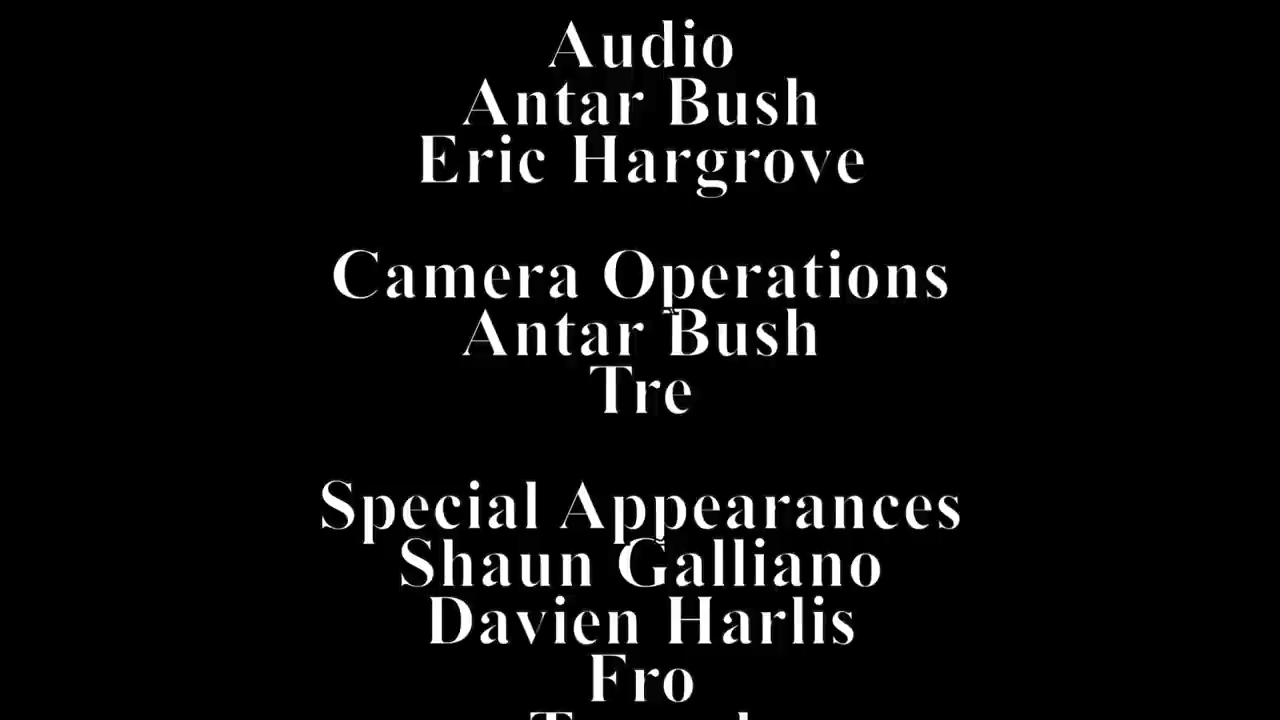 Audio
Antar Bush
Eric Hargrove
Camera Operations
Antar Bush
Tre
Special Appearances
Shaun Galliano
Davien Harlis
Fro